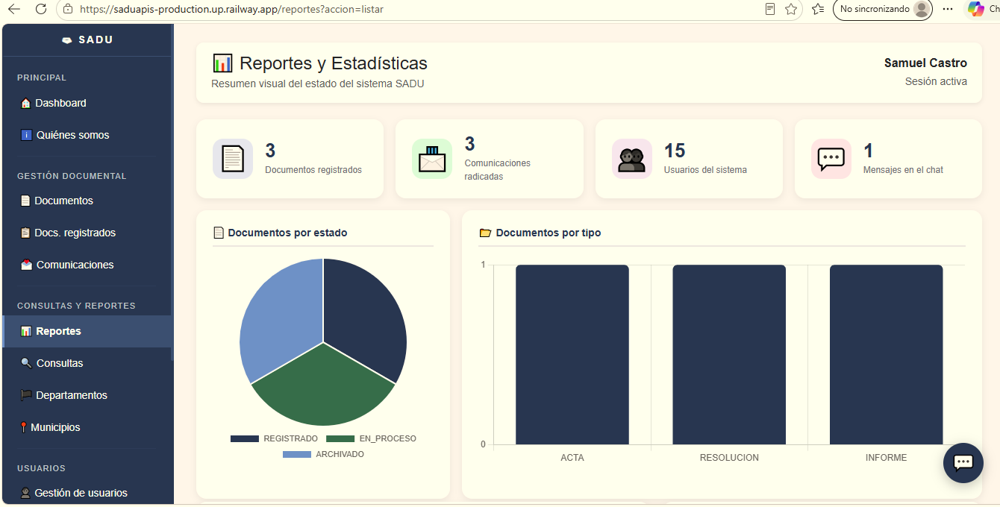 https://saduapis-production.up.railway.app/reportes?accion=listar
No sincronizando
SADU
PRINCIPAL
Dashboard
Quiénes somos
GESTIÓN DOCUMENTAL
Documentos
Docs. registrados
Comunicaciones
CONSULTAS Y REPORTES
Reportes
Consultas
Departamentos
Municipios
USUARIOS
Gestión de usuarios
Reportes y Estadísticas
Resumen visual del estado del sistema SADU
Samuel Castro
Sesión activa
3
Documentos registrados
3
Comunicaciones
radicadas
15
Usuarios del sistema
1
Mensajes en el chat
Documentos por estado
REGISTRADO
EN_PROCESO
ARCHIVADO
Documentos por tipo
1
0
ACTA
RESOLUCION
INFORME